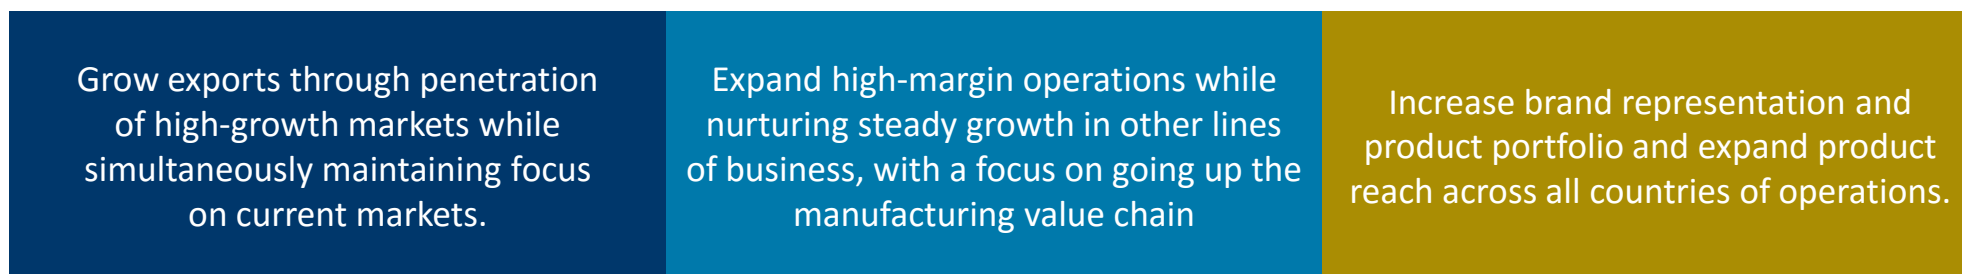 Grow exports through penetration
of high-growth markets while
simultaneously maintaining focus
on current markets.
Expand high-margin operations while
nurturing steady growth in other lines
of business, with a focus on going up the
manufacturing value chain
Increase brand representation and
product portfolio and expand product
reach across all countries of operations.